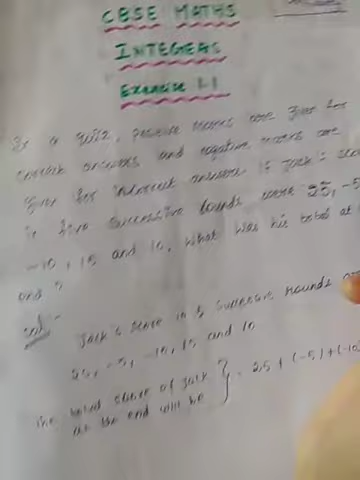 CBSE MATHS
INTEGERS
Exercise 1.1
In a quiz, positive marks are given for
correct answers and negative marks are
given for incorrect answers if Jack's
in five successive rounds were 25, -5
-10, 15 and 10, what was his total at
end ?
sol:-
Jack's score in 5 successive rounds
25, -5, -10, 15 and 10
The total score of Jack
at the end will be } = 25 + (-5) + (-10)